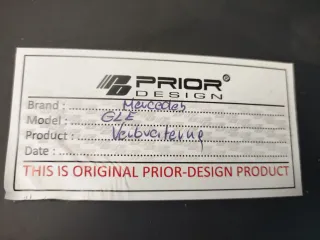 PRIOR®
DESIGN
Brand : Mercedes
Model : GLE
Product : Verbreiterung
Date :
THIS IS ORIGINAL PRIOR-DESIGN PRODUCT